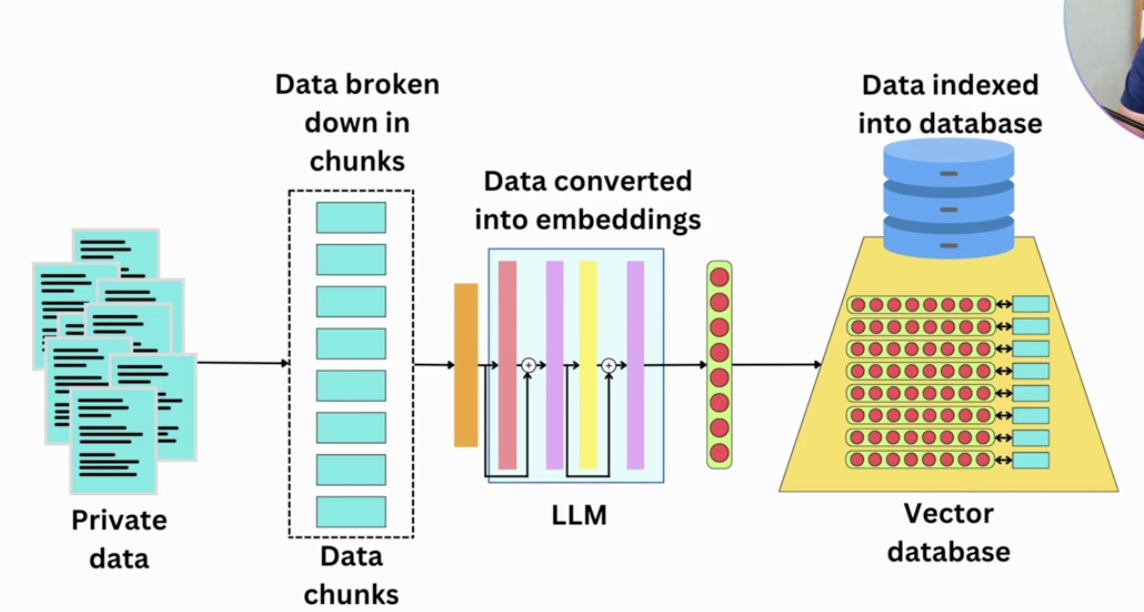 Data broken
down in
chunks
Data indexed
into database
Data converted
into embeddings
Private
data
Data
chunks
LLM
Vector
database